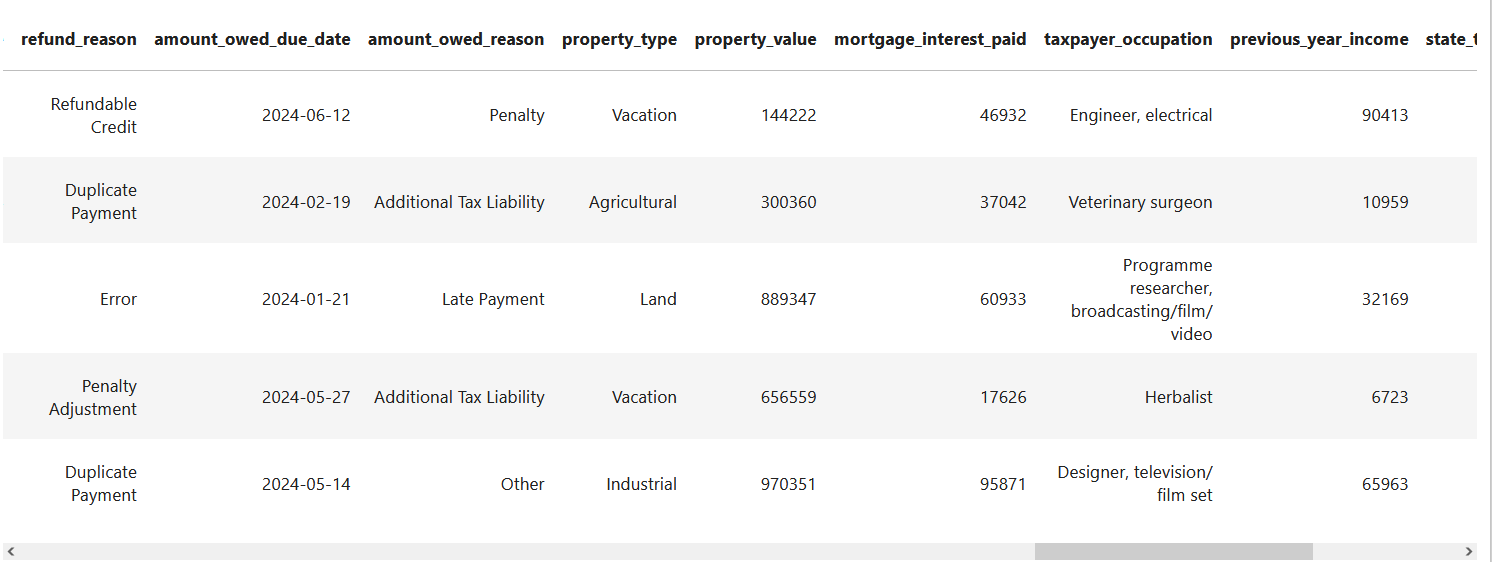 refund_reason amount_owed_due_date amount_owed_reason property_type property_value mortgage_interest_paid taxpayer_occupation previous_year_income state_t
Refundable
Credit 2024-06-12 Penalty Vacation 144222 46932 Engineer, electrical 90413
Duplicate
Payment 2024-02-19 Additional Tax Liability Agricultural 300360 37042 Veterinary surgeon 10959
Error 2024-01-21 Late Payment Land 889347 60933 Programme
researcher,
broadcasting/film/
video 32169
Penalty
Adjustment 2024-05-27 Additional Tax Liability Vacation 656559 17626 Herbalist 6723
Duplicate
Payment 2024-05-14 Other Industrial 970351 95871 Designer, television/
film set 65963